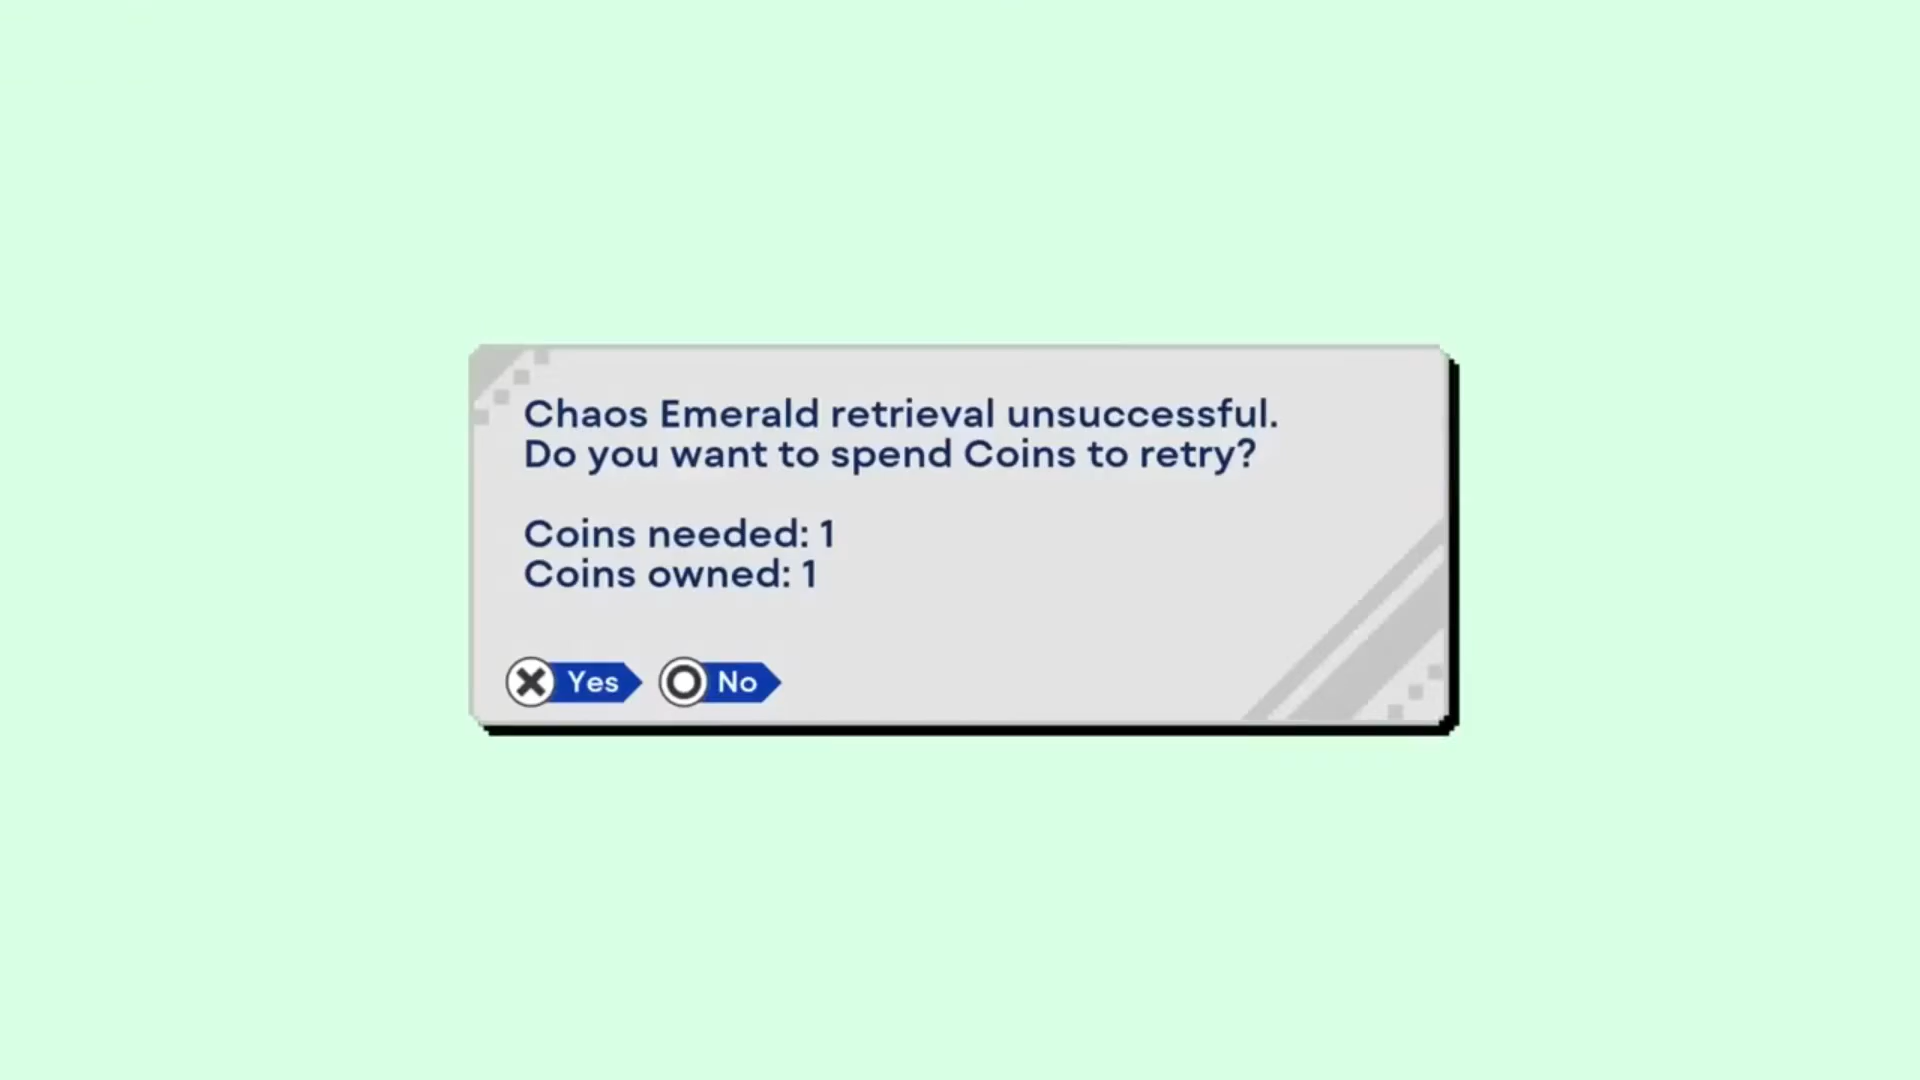 Chaos Emerald retrieval unsuccessful.
Do you want to spend Coins to retry?
Coins needed: 1
Coins owned: 1
Yes No